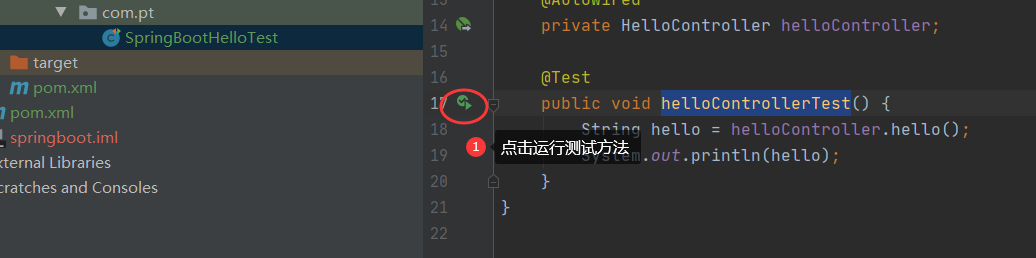 com.pt
SpringBootHelloTest
target
pom.xml
pom.xml
springboot.iml
xternal Libraries
cratches and Consoles
13 @Autowired
14 private HelloController helloController;
15
16 @Test
17 public void helloControllerTest() {
18 String hello = helloController.hello();
1 点击运行测试方法
19 System.out.println(hello);
20 }
21 }
22